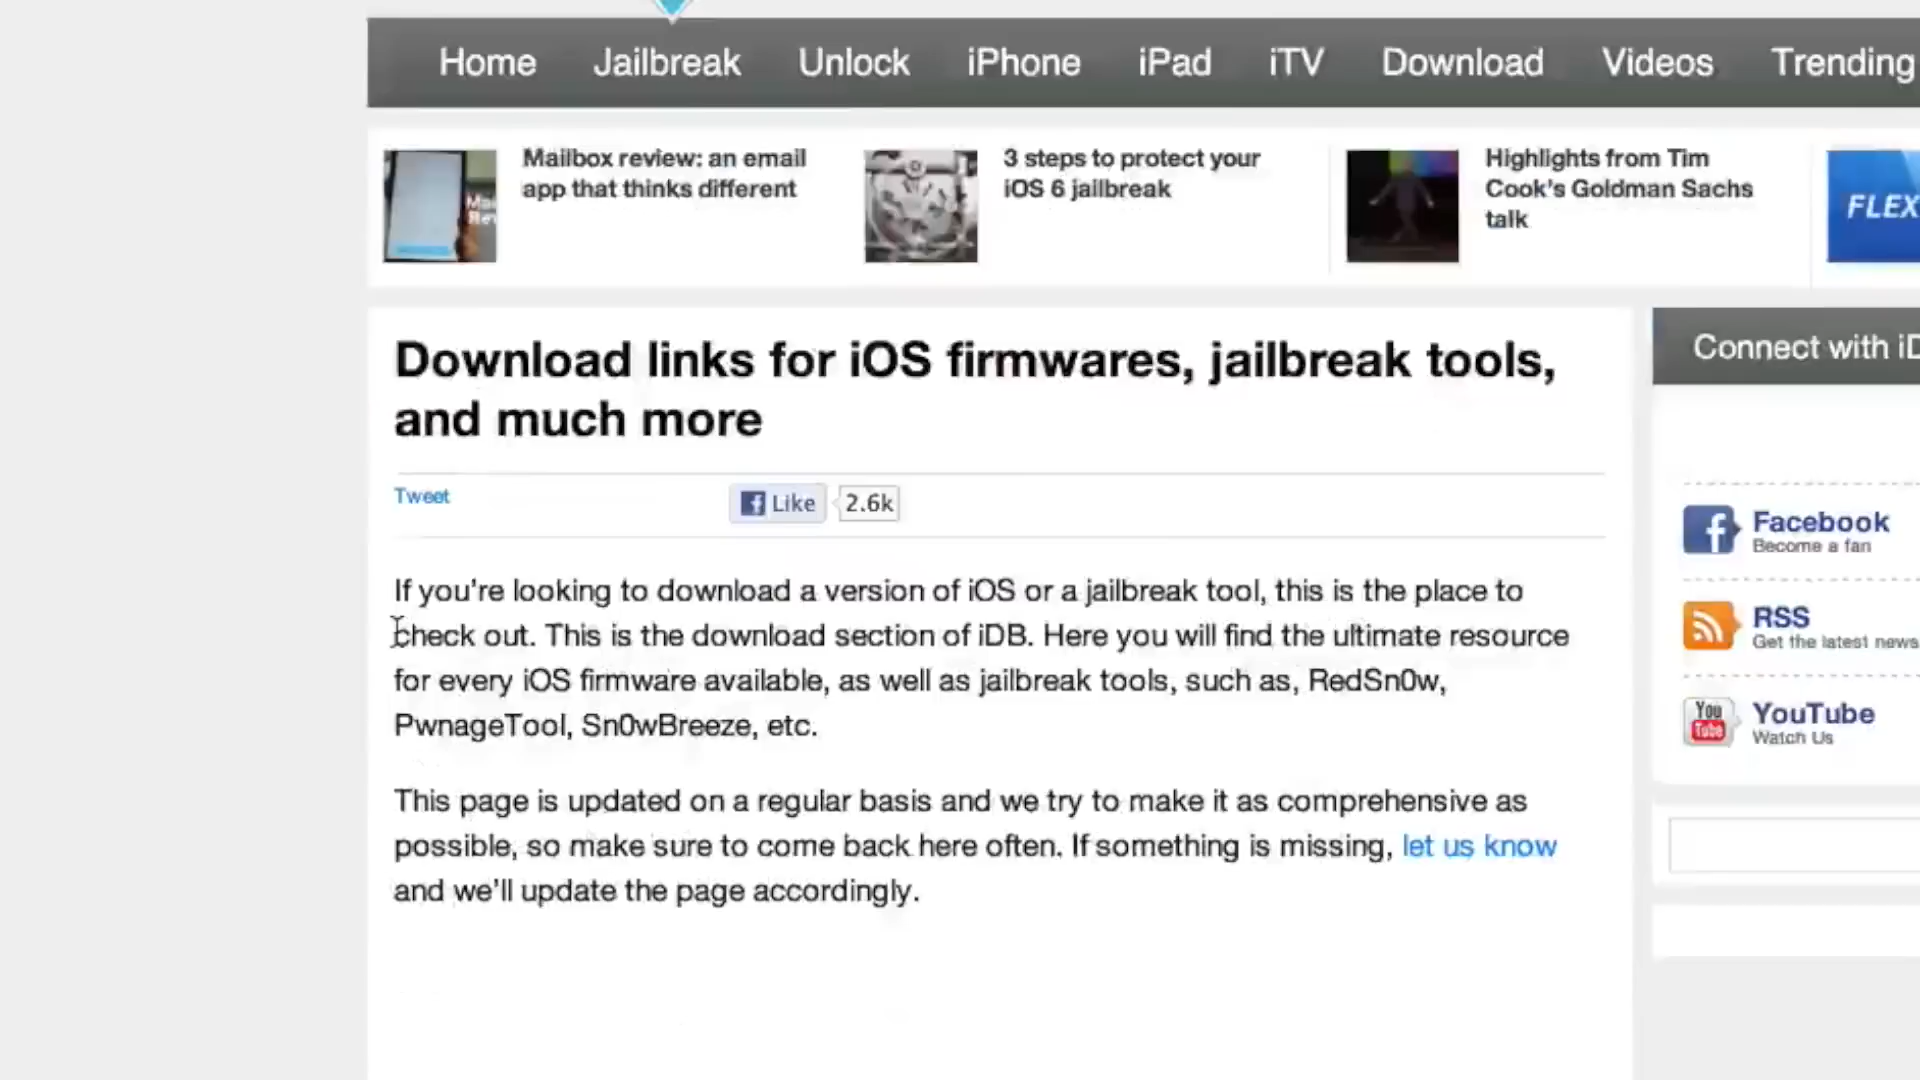 Home Jailbreak Unlock iPhone iPad iTV Download Videos Trending
Mailbox review: an email
app that thinks different
3 steps to protect your
iOS 6 jailbreak
Highlights from Tim
Cook's Goldman Sachs
talk
FLEX
Download links for iOS firmwares, jailbreak tools,
and much more
Tweet
Like 2.6k
If you're looking to download a version of iOS or a jailbreak tool, this is the place to
check out. This is the download section of iDB. Here you will find the ultimate resource
for every iOS firmware available, as well as jailbreak tools, such as, RedSn0w,
PwnageTool, Sn0wBreeze, etc.
This page is updated on a regular basis and we try to make it as comprehensive as
possible, so make sure to come back here often. If something is missing, let us know
and we'll update the page accordingly.
Connect with iD
Facebook
Become a fan
RSS
Get the latest news
You
Tube
YouTube
Watch Us